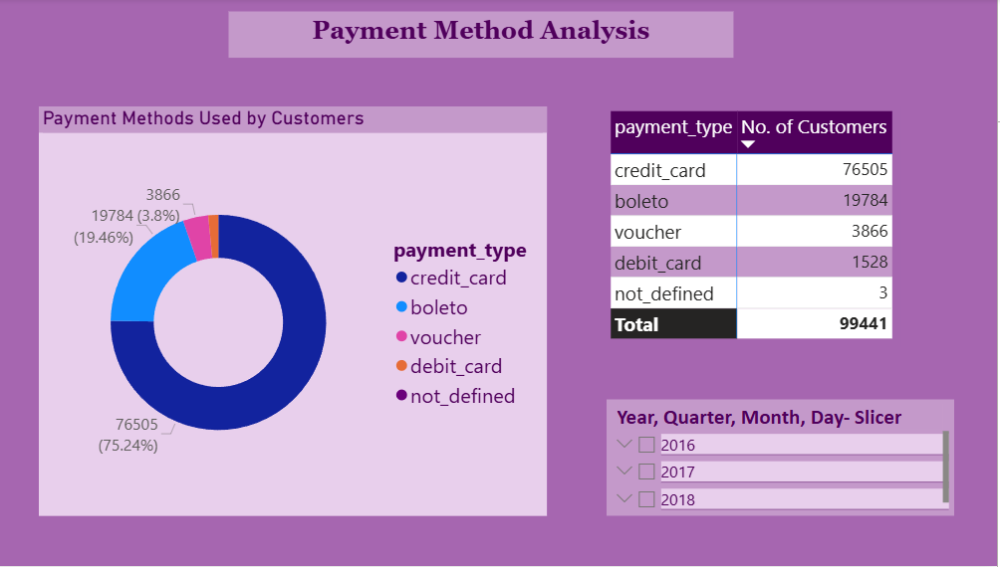 Payment Method Analysis
Payment Methods Used by Customers
3866
(3.8%)
19784
(19.46%)
76505
(75.24%)
payment_type
credit_card
boleto
voucher
debit_card
not_defined
payment_type No. of Customers
credit_card 76505
boleto 19784
voucher 3866
debit_card 1528
not_defined 3
Total 99441
Year, Quarter, Month, Day- Slicer
2016
2017
2018